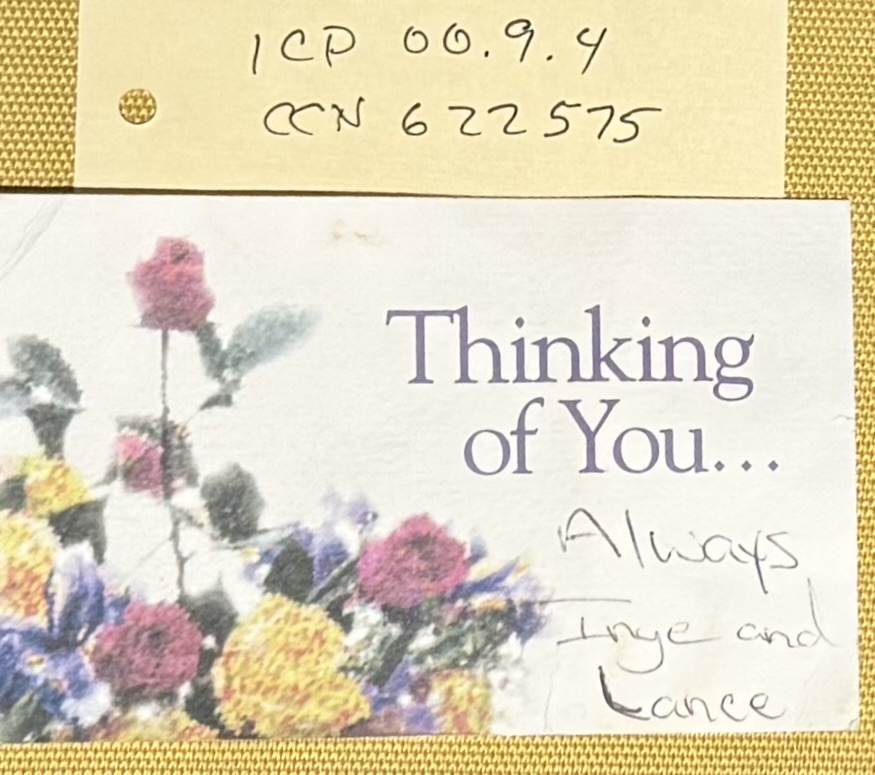 ICP 00.9.4
CCN 622575
Thinking
of You...
Always
Inge and
Lance